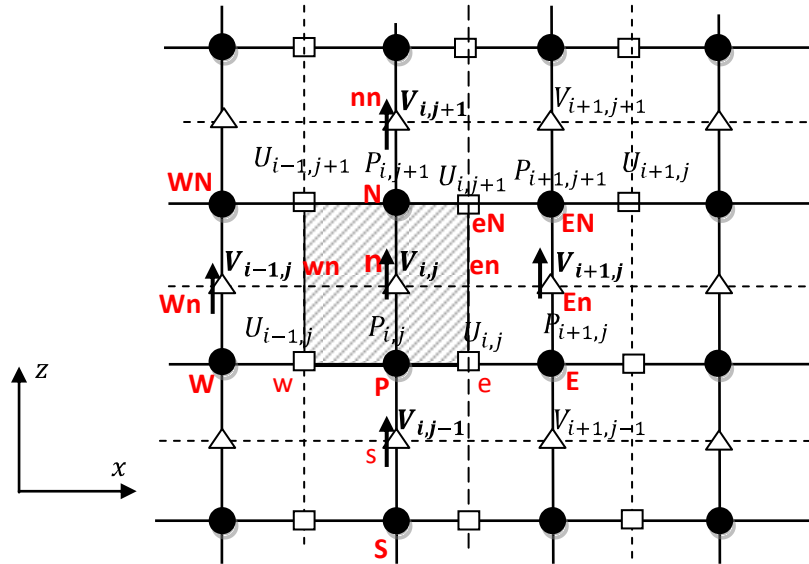 nn V_{i,j+1} V_{i+1,j+1}
U_{i-1,j+1} P_{i,j+1} U_{i,j+1} P_{i+1,j+1} U_{i+1,j}
WN N eN EN
V_{i-1,j} wn n V_{i,j} en V_{i+1,j}
Wn En
U_{i-1,j} P_{i,j} U_{i,j} P_{i+1,j}
W w P e E
z
V_{i,j-1} V_{i+1,j-1}
s
x
S